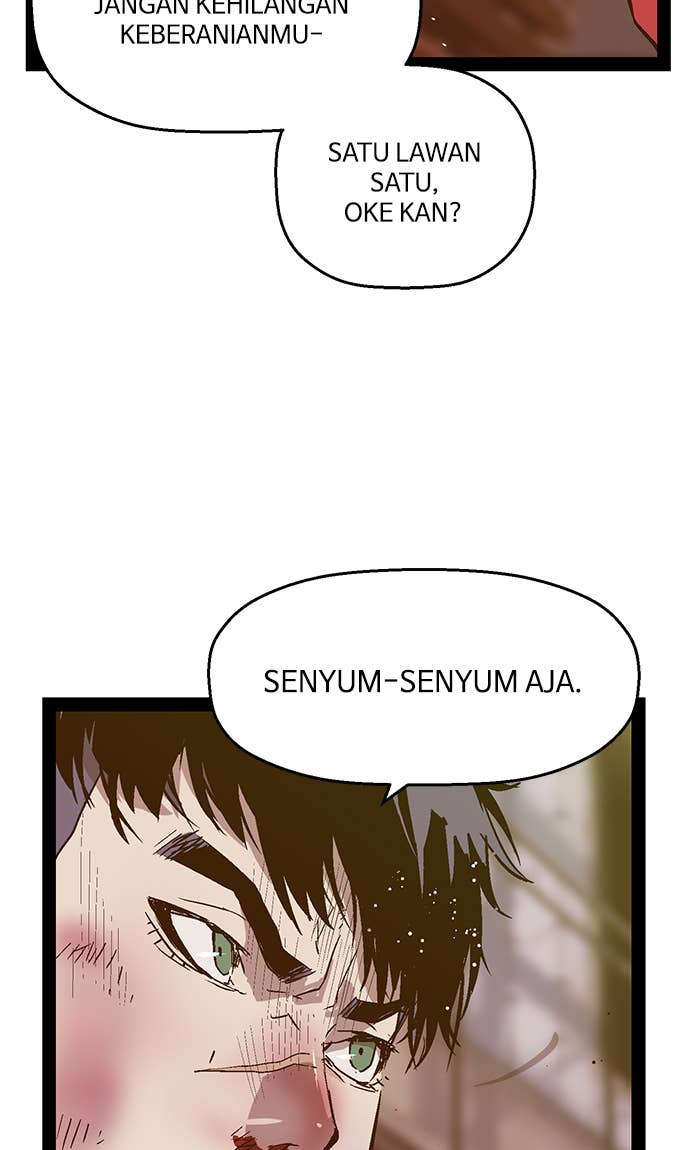 JANGAN KEHILANGAN
KEBERANIANMU-
SATU LAWAN
SATU,
OKE KAN?
SENYUM-SENYUM AJA.